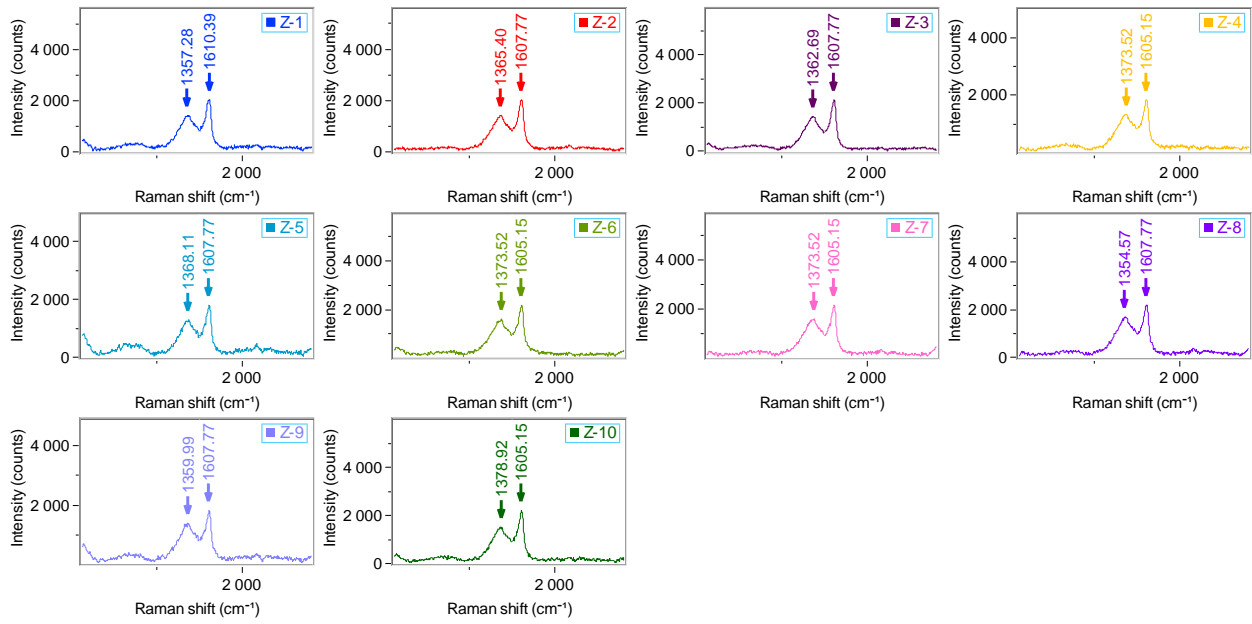 Intensity (counts)
4 000
2 000
0
1357.28
1610.39
Z-1
2 000
Raman shift (cm⁻¹)
Intensity (counts)
4 000
2 000
0
1365.40
1607.77
Z-2
2 000
Raman shift (cm⁻¹)
Intensity (counts)
4 000
2 000
0
1362.69
1607.77
Z-3
2 000
Raman shift (cm⁻¹)
Intensity (counts)
4 000
2 000
1373.52
1605.15
Z-4
2 000
Raman shift (cm⁻¹)
Intensity (counts)
4 000
2 000
0
1368.11
1607.77
Z-5
2 000
Raman shift (cm⁻¹)
Intensity (counts)
4 000
2 000
0
1373.52
1605.15
Z-6
2 000
Raman shift (cm⁻¹)
Intensity (counts)
4 000
2 000
1373.52
1605.15
Z-7
2 000
Raman shift (cm⁻¹)
Intensity (counts)
4 000
2 000
0
1354.57
1607.77
Z-8
2 000
Raman shift (cm⁻¹)
Intensity (counts)
4 000
2 000
1359.99
1607.77
Z-9
2 000
Raman shift (cm⁻¹)
Intensity (counts)
4 000
2 000
0
1378.92
1605.15
Z-10
2 000
Raman shift (cm⁻¹)